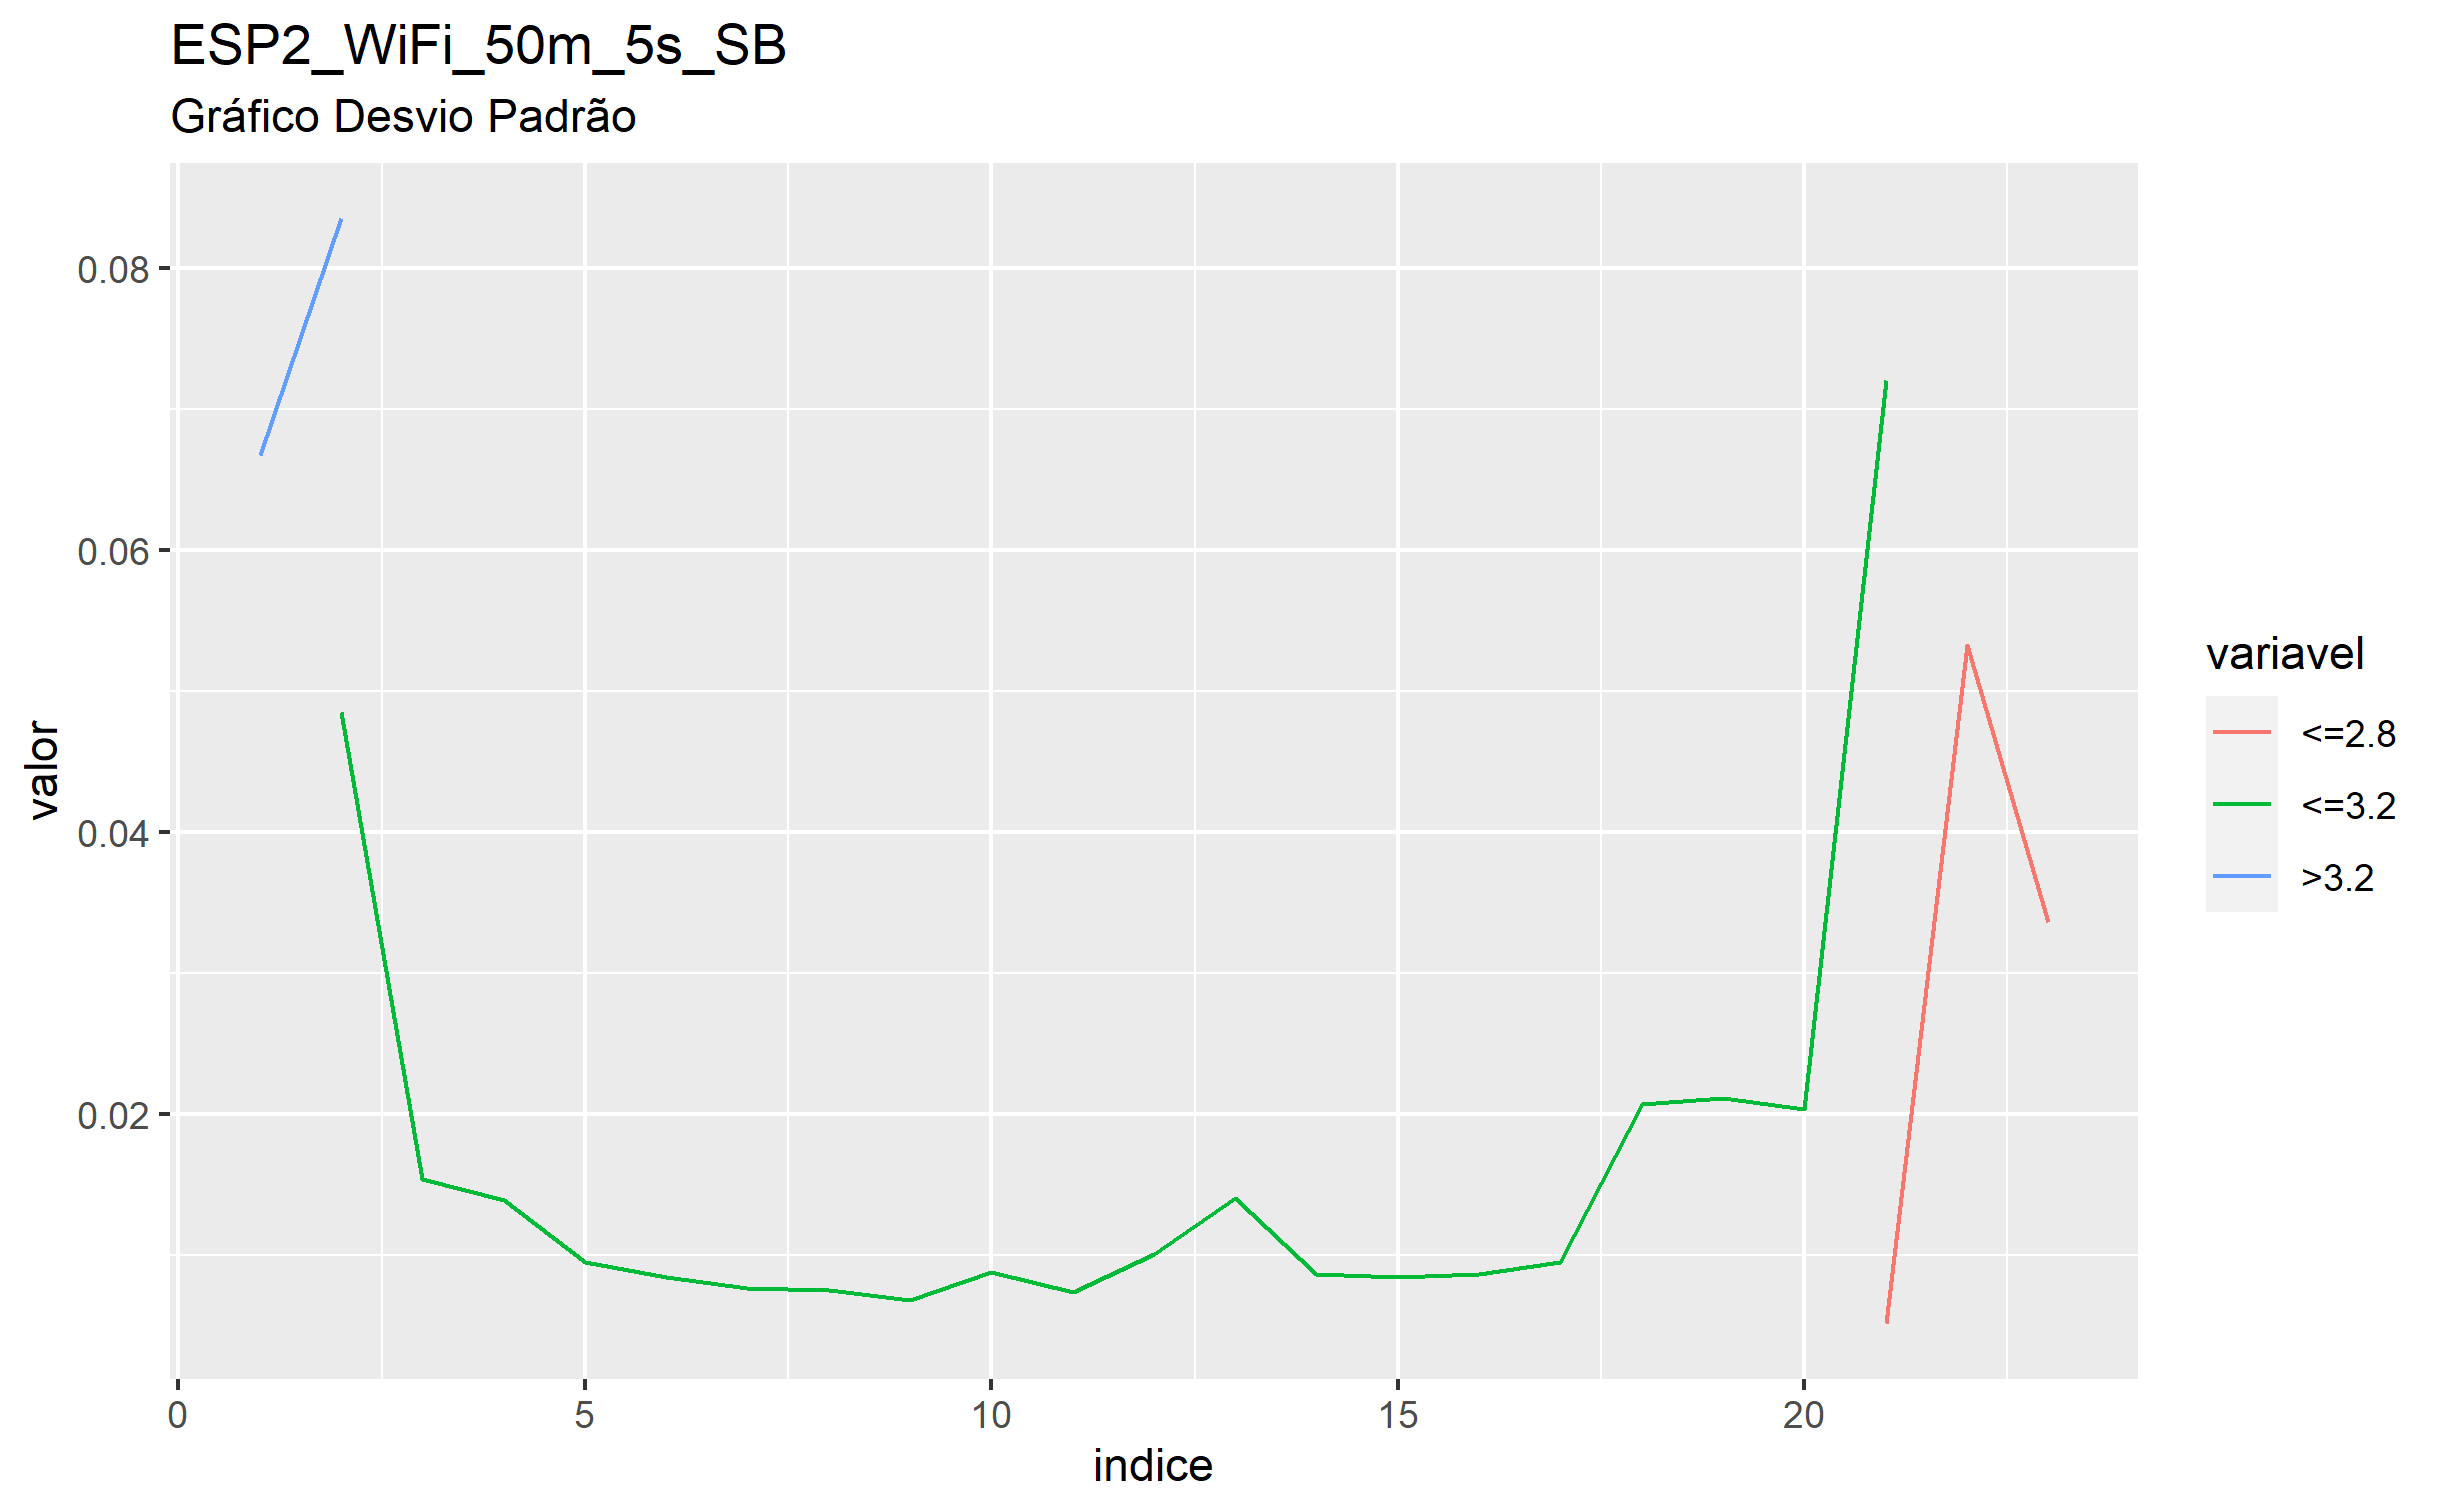 ESP2_WiFi_50m_5s_SB
Gráfico Desvio Padrão
0.08
0.06
0.04
0.02
valor
0
5
10
15
20
indice
variavel
<=2.8
<=3.2
>3.2